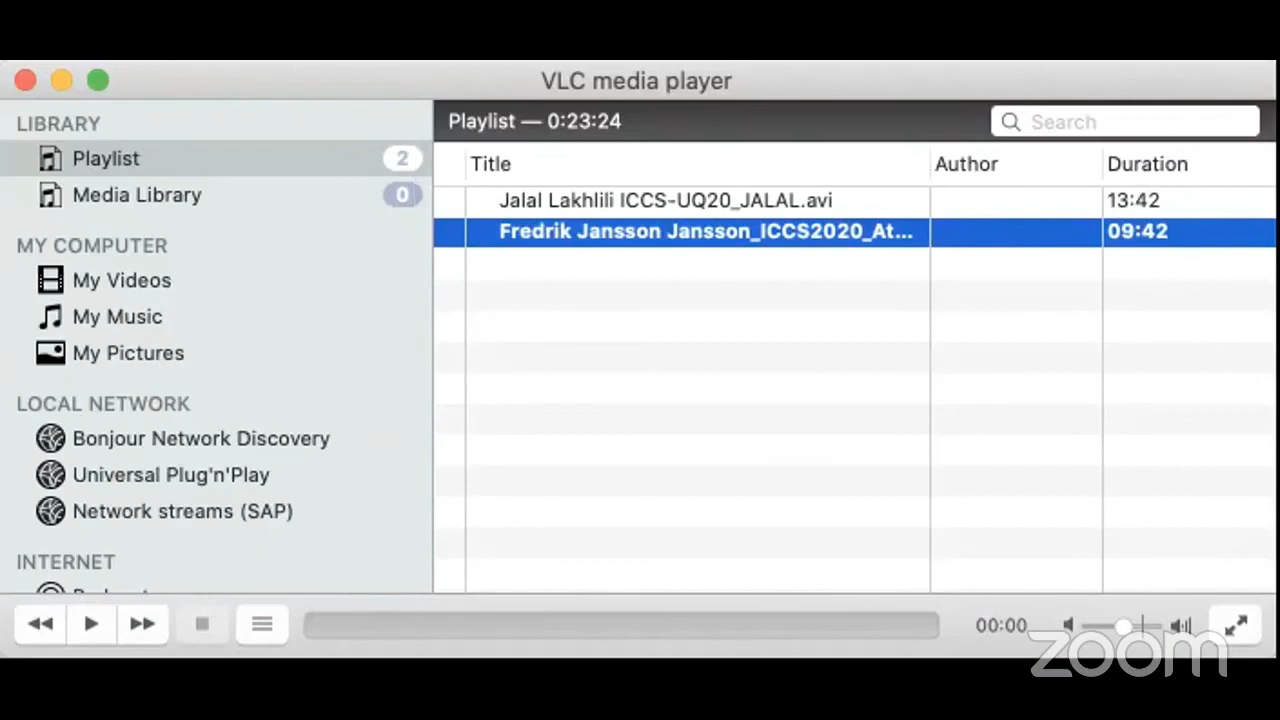 VLC media player
LIBRARY
Playlist 2
Media Library 0
MY COMPUTER
My Videos
My Music
My Pictures
LOCAL NETWORK
Bonjour Network Discovery
Universal Plug'n'Play
Network streams (SAP)
INTERNET
Playlist — 0:23:24
Search
Title Author Duration
Jalal Lakhlili ICCS-UQ20_JALAL.avi 13:42
Fredrik Jansson Jansson_ICCS2020_At... 09:42
00:00
zoom